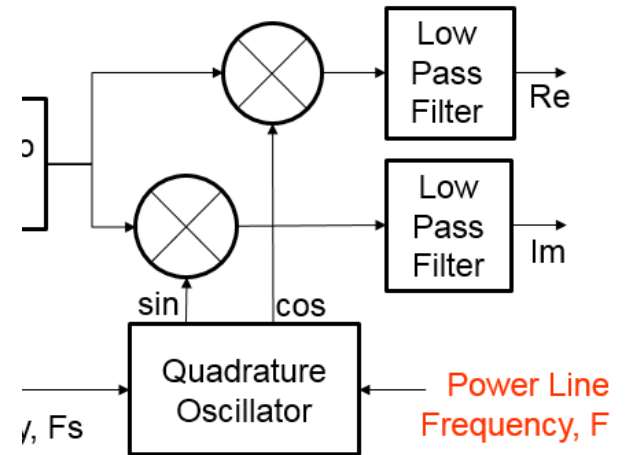 Low
Pass
Filter
Re
Low
Pass
Filter
Im
sin
cos
Quadrature
Oscillator
Power Line
Frequency, F
Fs